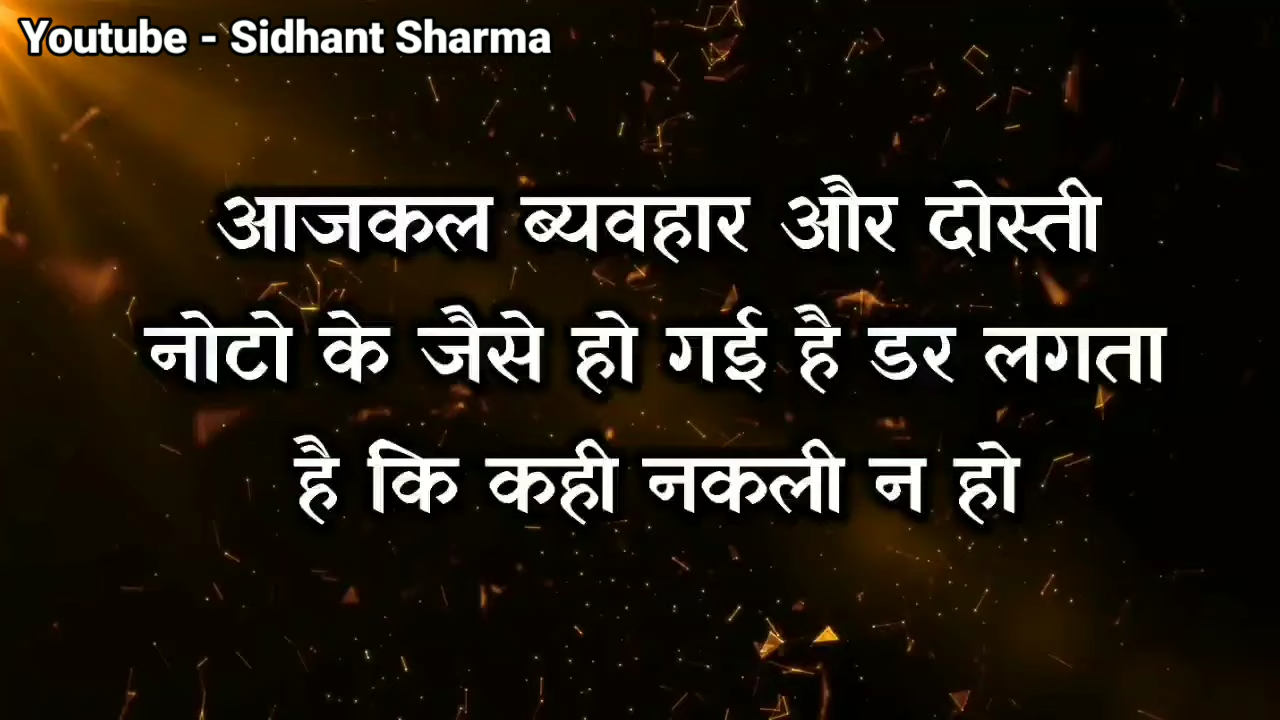 Youtube - Sidhant Sharma
आजकल ब्यवहार और दोस्ती
नोटो के जैसे हो गई है डर लगता
है कि कही नकली न हो